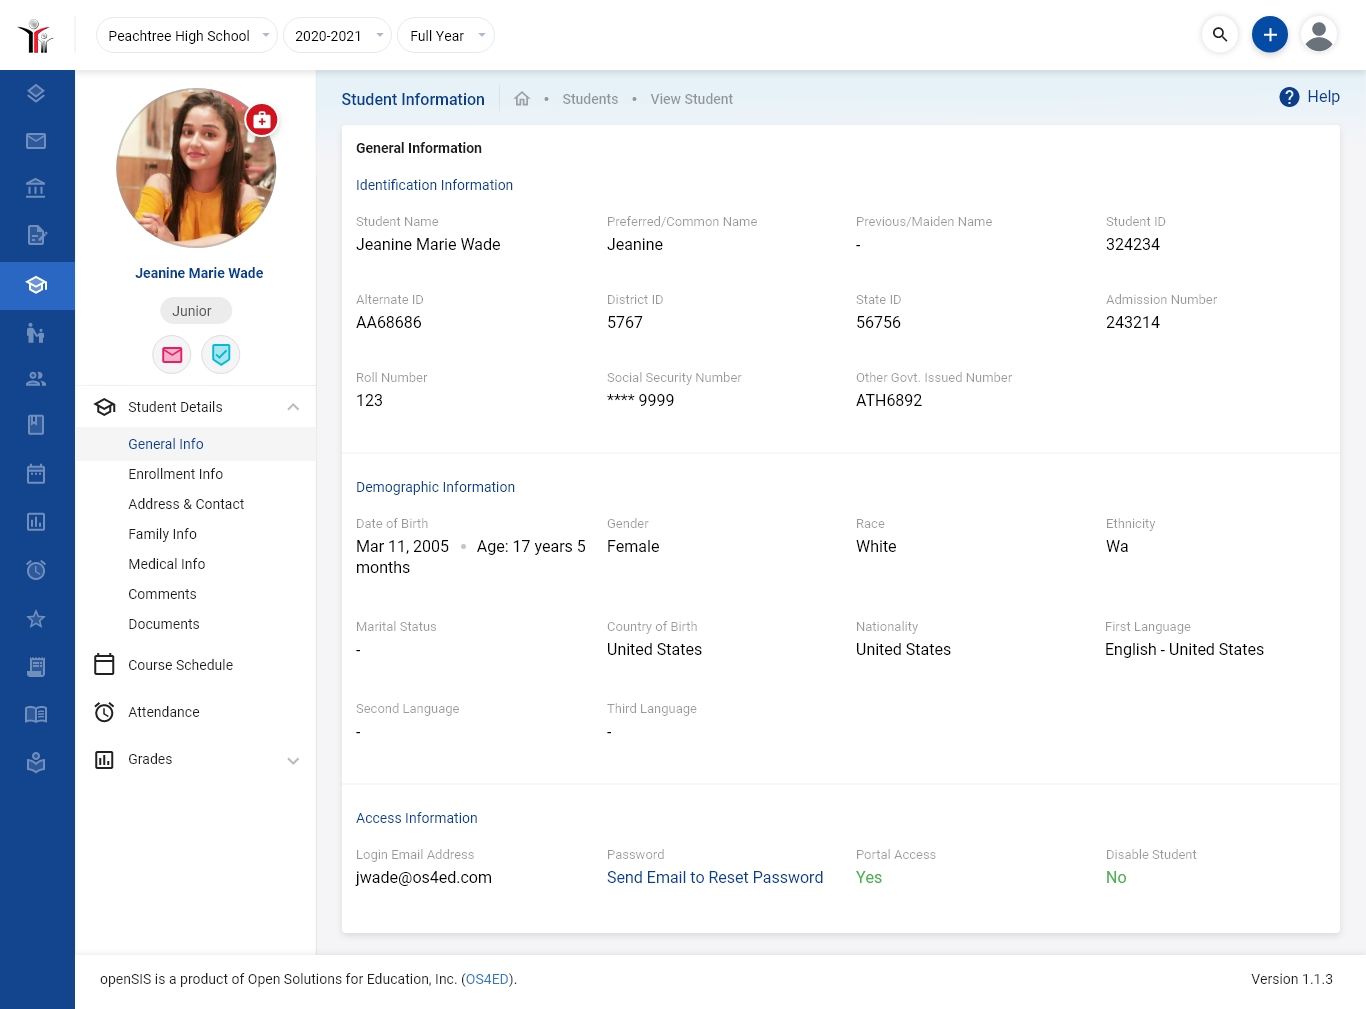 Peachtree High School
2020-2021
Full Year
Student Information
Students
View Student
Help
Jeanine Marie Wade
Junior
Student Details
General Info
Enrollment Info
Address & Contact
Family Info
Medical Info
Comments
Documents
Course Schedule
Attendance
Grades
General Information
Identification Information
Student Name
Preferred/Common Name
Previous/Maiden Name
Student ID
Jeanine Marie Wade
Jeanine
-
324234
Alternate ID
District ID
State ID
Admission Number
AA68686
5767
56756
243214
Roll Number
Social Security Number
Other Govt. Issued Number
123
**** 9999
ATH6892
Demographic Information
Date of Birth
Gender
Race
Ethnicity
Mar 11, 2005 • Age: 17 years 5
months
Female
White
Wa
Marital Status
Country of Birth
Nationality
First Language
-
United States
United States
English - United States
Second Language
Third Language
-
-
Access Information
Login Email Address
Password
Portal Access
Disable Student
jwade@os4ed.com
Send Email to Reset Password
Yes
No
openSIS is a product of Open Solutions for Education, Inc. (OS4ED).
Version 1.1.3